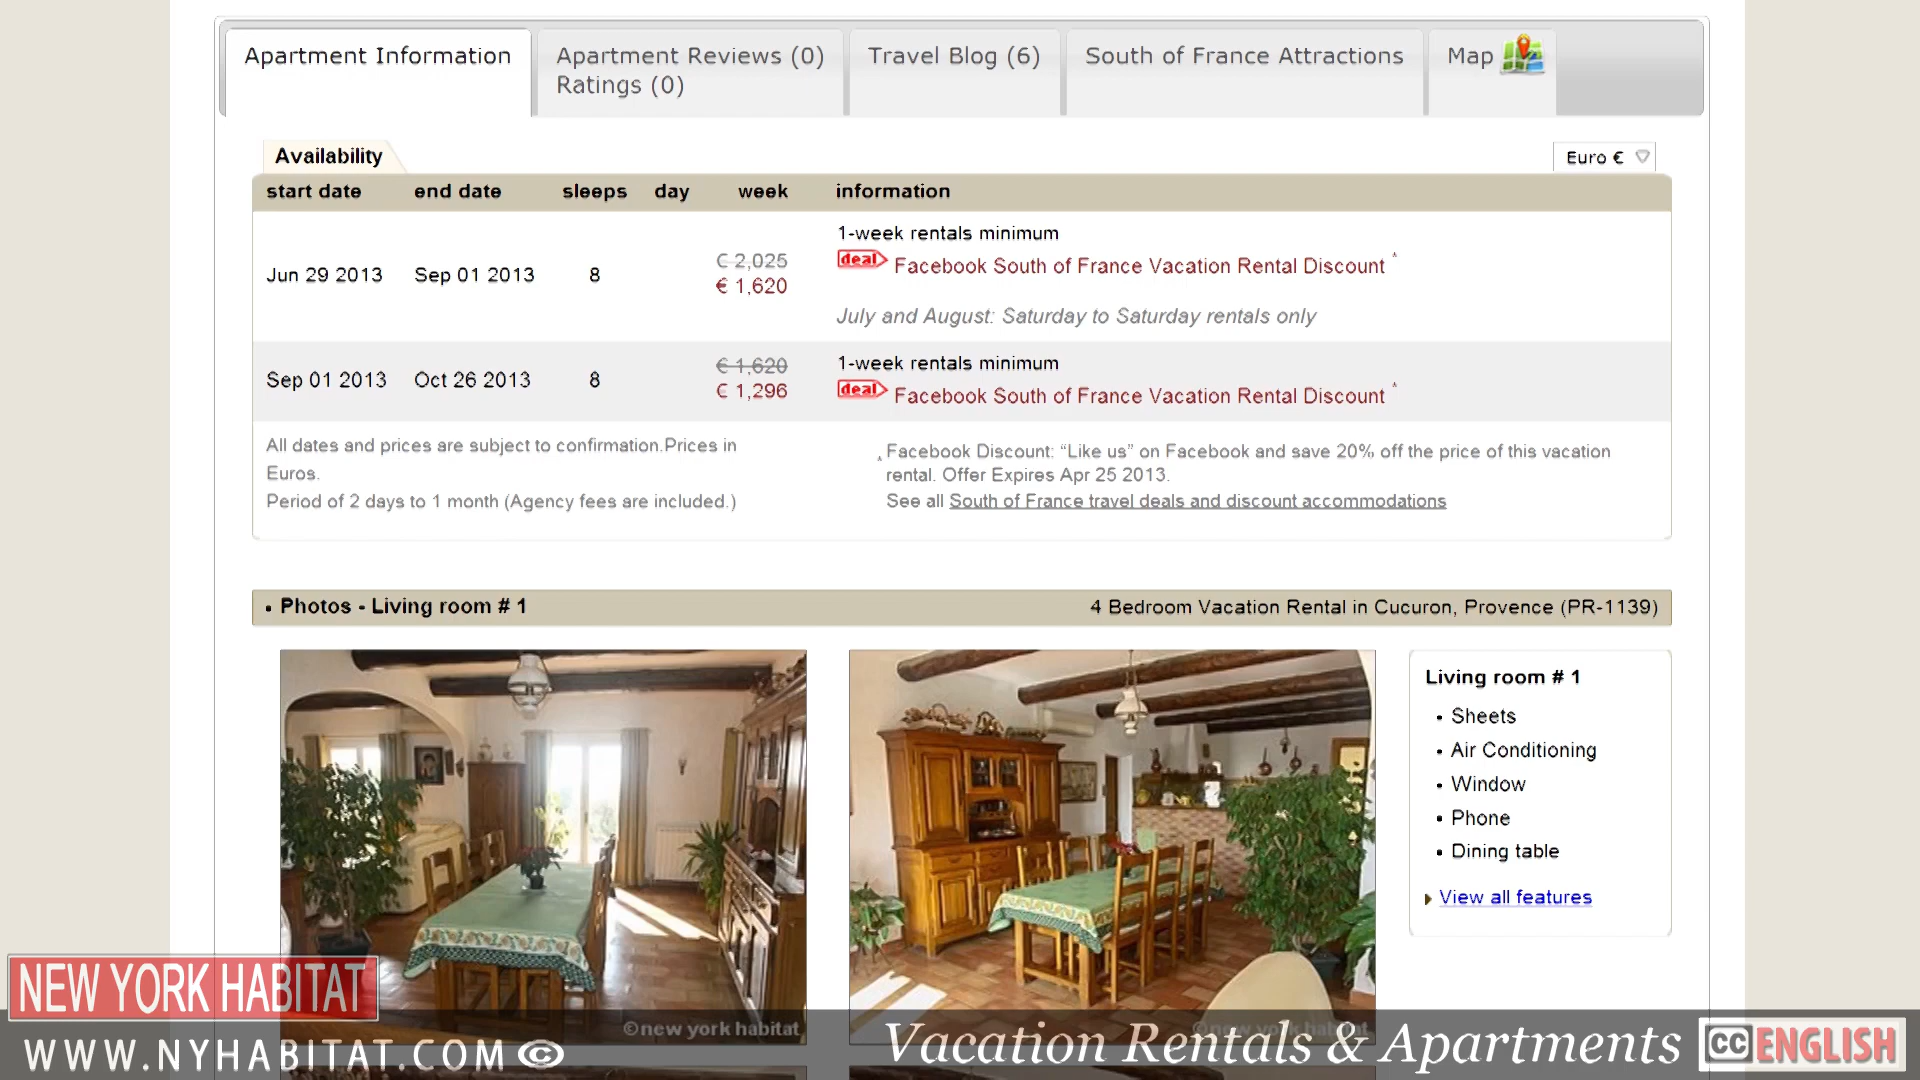 Apartment Information
Apartment Reviews (0)
Ratings (0)
Travel Blog (6)
South of France Attractions
Map
Availability
Euro €
start date end date sleeps day week information
Jun 29 2013 Sep 01 2013 8 € 2,025 € 1,620
1-week rentals minimum
deal Facebook South of France Vacation Rental Discount *
July and August: Saturday to Saturday rentals only
Sep 01 2013 Oct 26 2013 8 € 1,620 € 1,296
1-week rentals minimum
deal Facebook South of France Vacation Rental Discount *
All dates and prices are subject to confirmation.Prices in
Euros.
Period of 2 days to 1 month (Agency fees are included.)
* Facebook Discount: “Like us” on Facebook and save 20% off the price of this vacation
rental. Offer Expires Apr 25 2013.
See all South of France travel deals and discount accommodations
• Photos - Living room # 1
4 Bedroom Vacation Rental in Cucuron, Provence (PR-1139)
Living room # 1
• Sheets
• Air Conditioning
• Window
• Phone
• Dining table
View all features
NEW YORK HABITAT
©new york habitat
©new york habitat
WWW.NYHABITAT.COM ©
Vacation Rentals & Apartments
CC ENGLISH